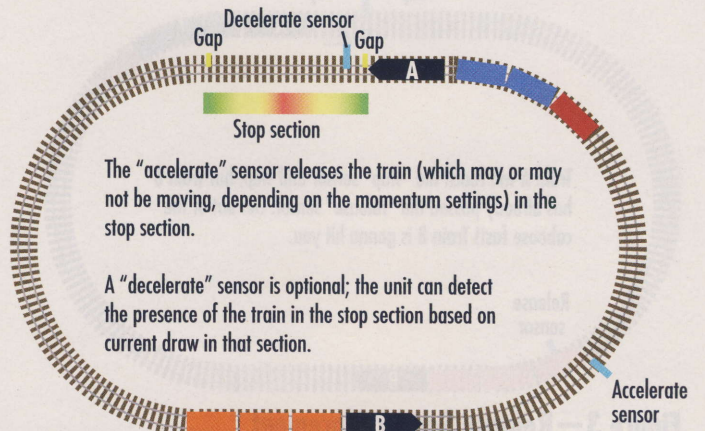 Decelerate sensor
Gap
Gap
A
Stop section
The “accelerate” sensor releases the train (which may or may
not be moving, depending on the momentum settings) in the
stop section.
A “decelerate” sensor is optional; the unit can detect
the presence of the train in the stop section based on
current draw in that section.
Accelerate
sensor
B